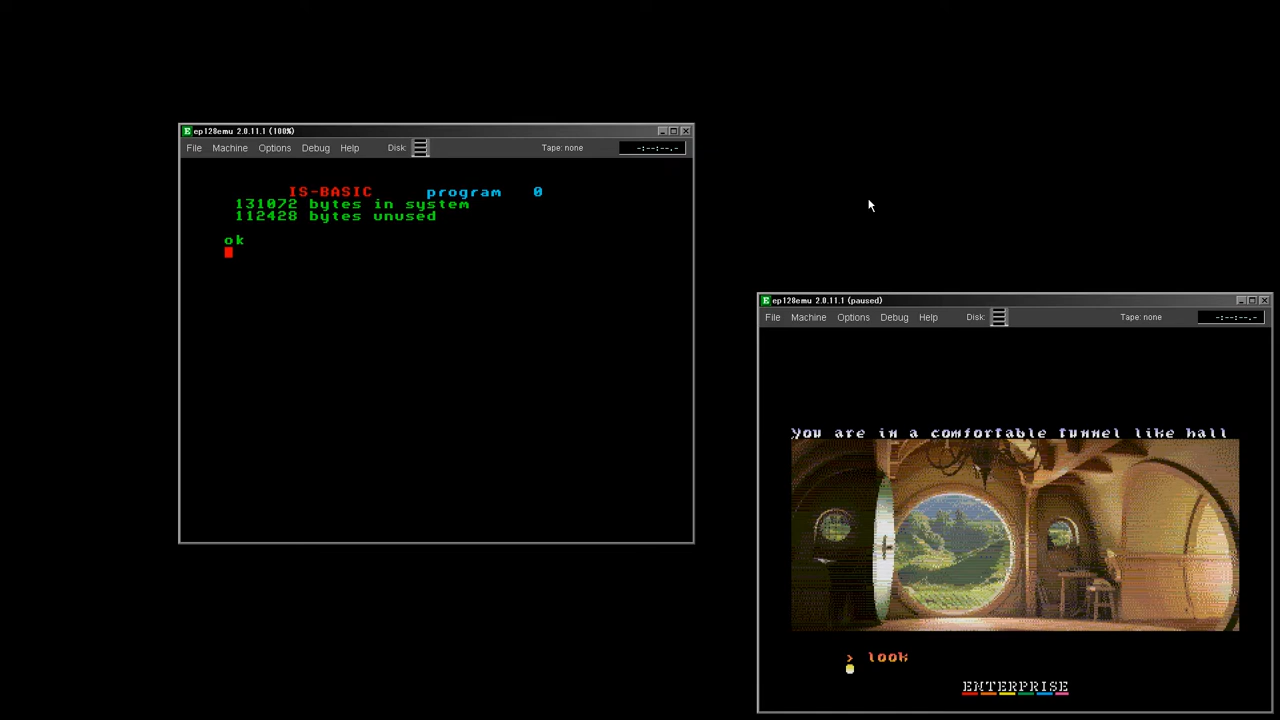 ep128emu 2.0.11.1 (100%)
File Machine Options Debug Help Disk: Tape: none -:--:--.-
IS-BASIC program 0
131072 bytes in system
112428 bytes unused
ok
ep128emu 2.0.11.1 (paused)
File Machine Options Debug Help Disk: Tape: none -:--:--.-
You are in a comfortable tunnel like hall
> look
ENTERPRISE